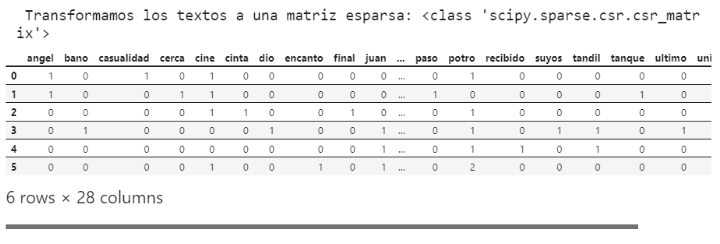 Transformamos los textos a una matriz esparsa: <class 'scipy.sparse.csr.csr_matr
ix'>
angel bano casualidad cerca cine cinta dio encanto final juan ... paso potro recibido suyos tandil tanque ultimo uni
0 1 0 1 0 1 0 0 0 0 0 ... 0 1 0 0 0 0 0
1 1 0 0 1 1 0 0 0 0 0 ... 1 0 0 0 0 1 0
2 0 0 0 0 1 1 0 0 1 0 ... 0 1 0 0 0 0 0
3 0 1 0 0 0 0 1 0 0 1 ... 0 1 0 1 1 0 1
4 0 0 0 0 0 0 0 0 0 1 ... 0 1 1 0 1 0 0
5 0 0 0 0 1 0 0 1 0 1 ... 0 2 0 0 0 0 0
6 rows × 28 columns